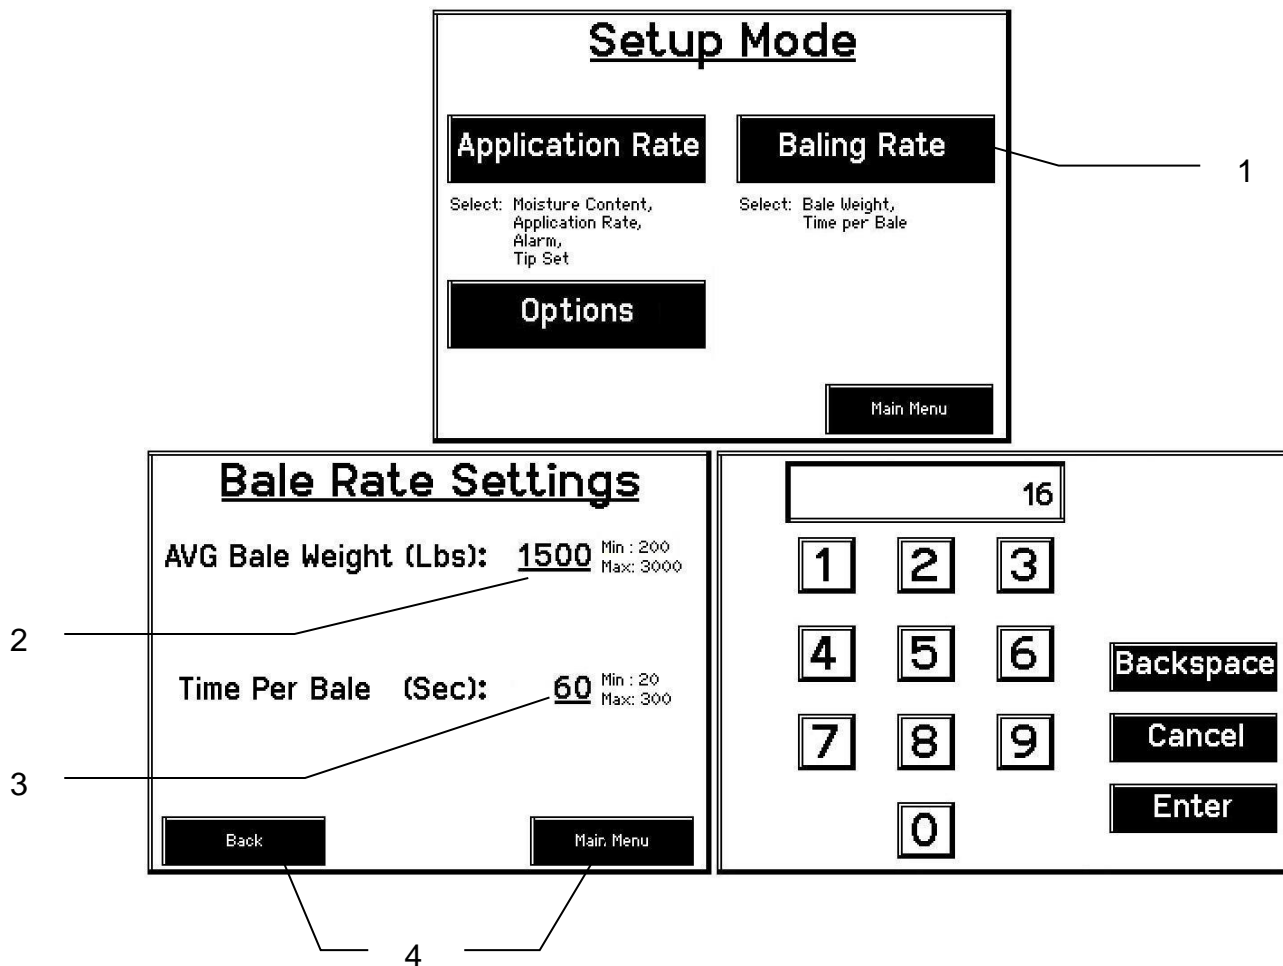 Setup Mode
Application Rate
Baling Rate
1
Select: Moisture Content,
Application Rate,
Alarm,
Tip Set
Select: Bale Weight,
Time per Bale
Options
Main Menu
Bale Rate Settings
AVG Bale Weight (Lbs): 1500 Min : 200
Max: 3000
2
Time Per Bale (Sec): 60 Min : 20
Max: 300
3
Back
Main Menu
4
16
1 2 3
4 5 6
Backspace
7 8 9
Cancel
Enter
0